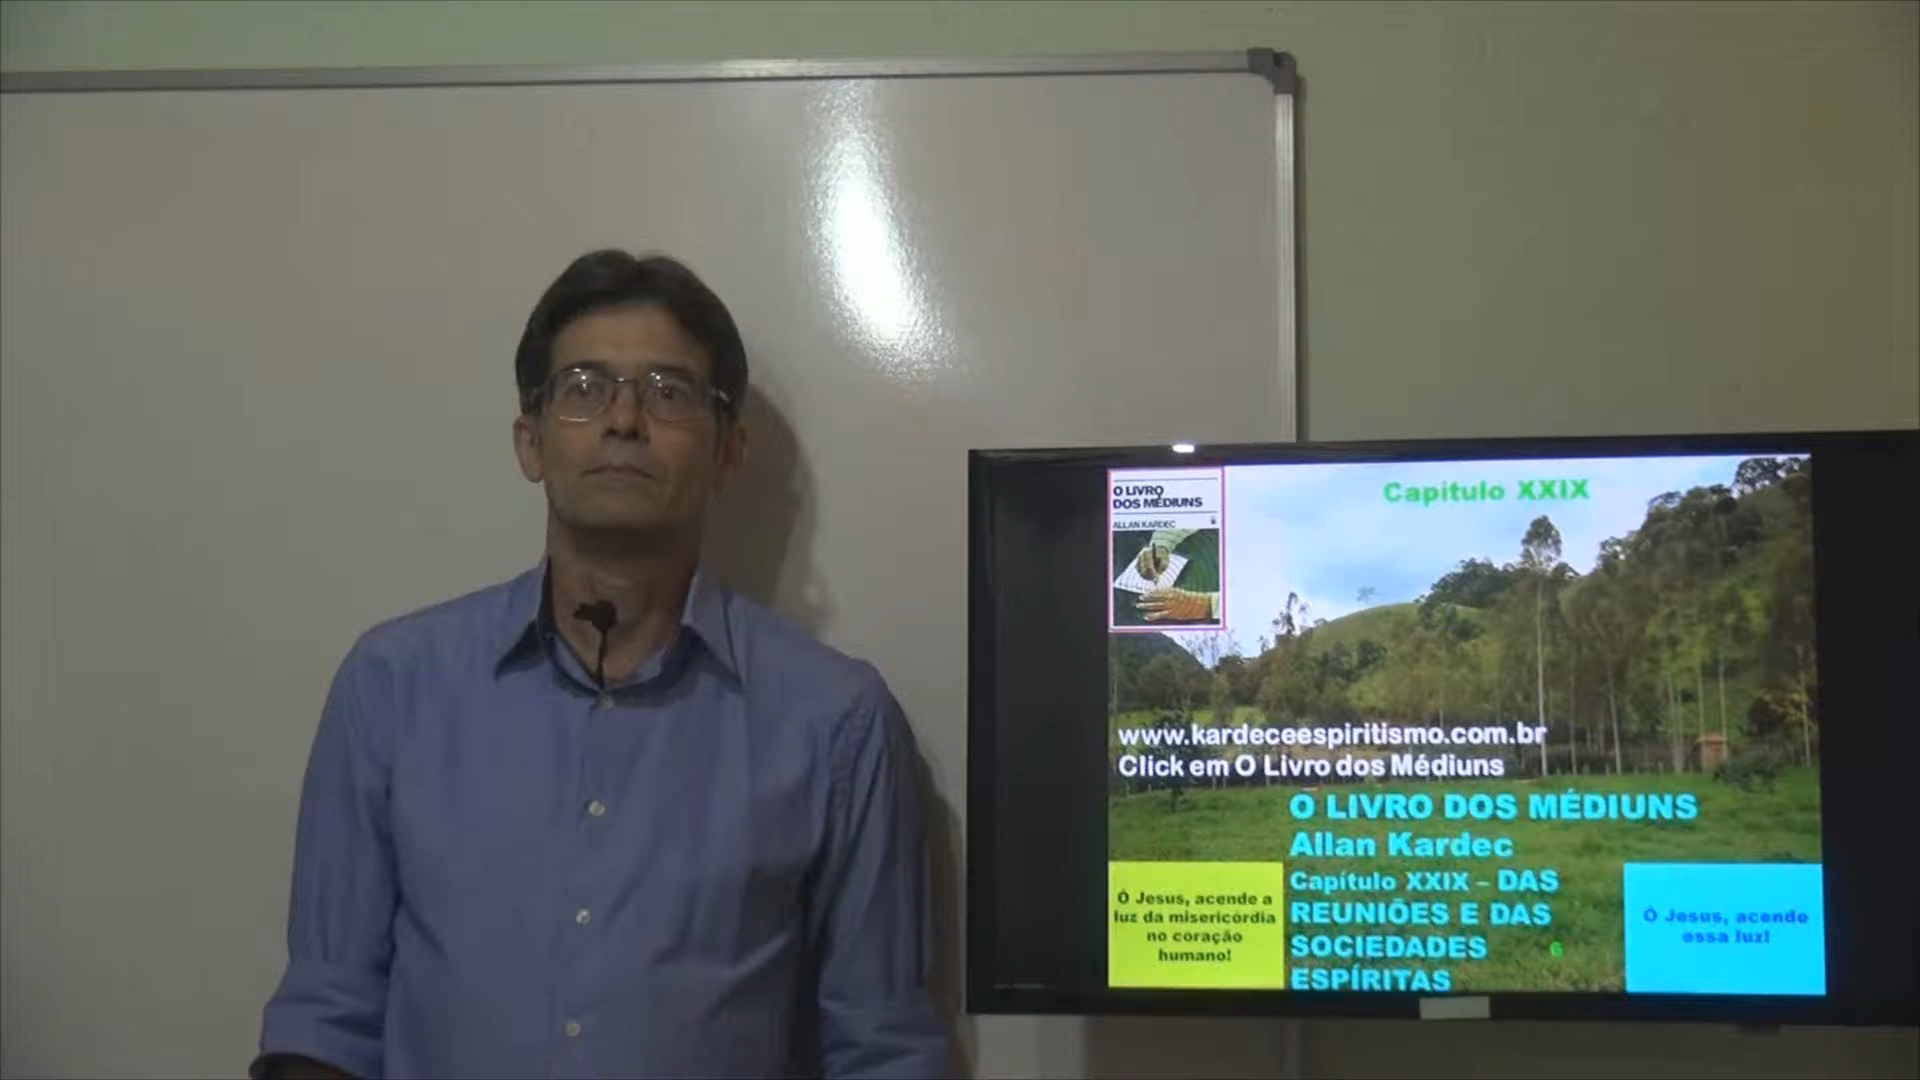 Capítulo XXIX
O LIVRO
DOS MÉDIUNS
ALLAN KARDEC
www.kardeceespiritismo.com.br
Click em O Livro dos Médiuns
O LIVRO DOS MÉDIUNS
Allan Kardec
Capítulo XXIX – DAS
REUNIÕES E DAS
SOCIEDADES
ESPÍRITAS
6
Ó Jesus, acende a
luz da misericórdia
no coração
humano!
Ó Jesus, acende
essa luz!